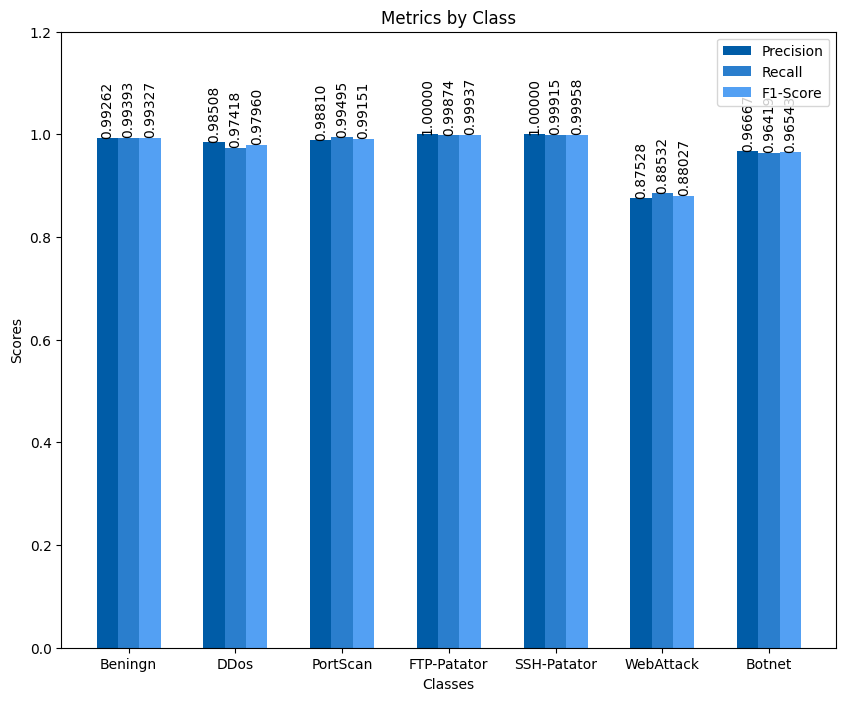 Metrics by Class
Precision
Recall
F1-Score
Scores
1.2
1.0
0.8
0.6
0.4
0.2
0.0
0.99262
0.99393
0.99327
0.98508
0.97418
0.97960
0.98810
0.99495
0.99151
1.00000
0.99874
0.99937
1.00000
0.99915
0.99958
0.87528
0.88532
0.88027
0.96667
0.96419
0.96543
Beningn
DDos
PortScan
FTP-Patator
SSH-Patator
WebAttack
Botnet
Classes